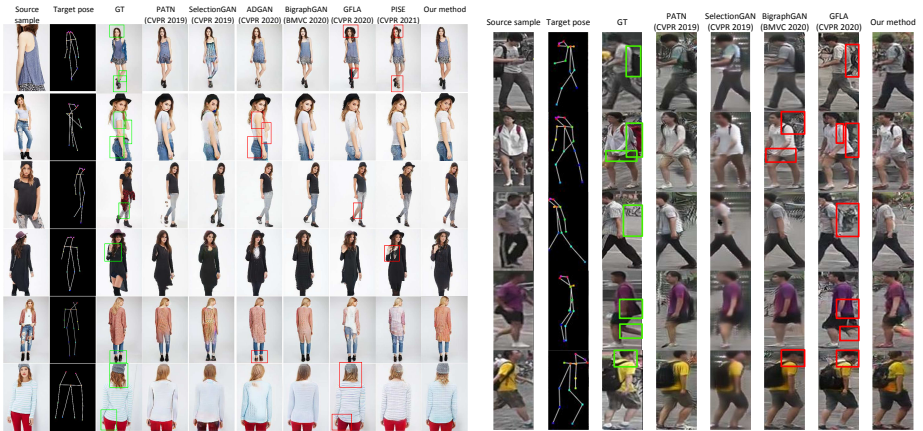 Source sample Target pose GT PATN (CVPR 2019) SelectionGAN (CVPR 2019) ADGAN (CVPR 2020) BigraphGAN (BMVC 2020) GFLA (CVPR 2020) PISE (CVPR 2021) Our method
Source sample Target pose GT PATN (CVPR 2019) SelectionGAN (CVPR 2019) BigraphGAN (BMVC 2020) GFLA (CVPR 2020) Our method